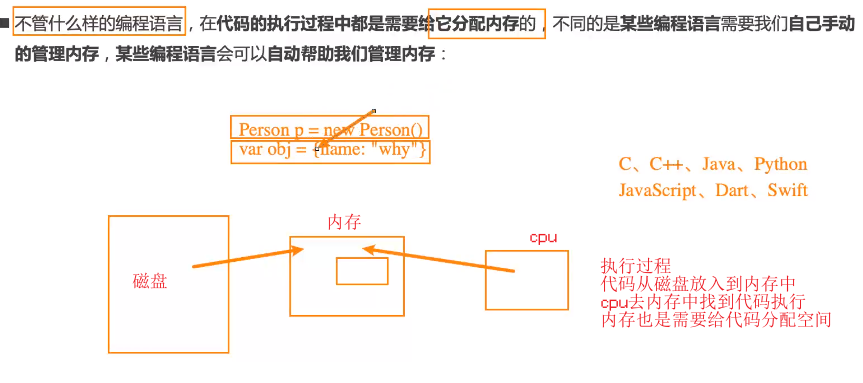 不管什么样的编程语言，在代码的执行过程中都是需要给它分配内存的，不同的是某些编程语言需要我们自己手动
的管理内存，某些编程语言会可以自动帮助我们管理内存：
Person p = new Person()
var obj = {name: "why"}
C、C++、Java、Python
JavaScript、Dart、Swift
内存
cpu
磁盘
执行过程
代码从磁盘放入到内存中
cpu去内存中找到代码执行
内存也是需要给代码分配空间